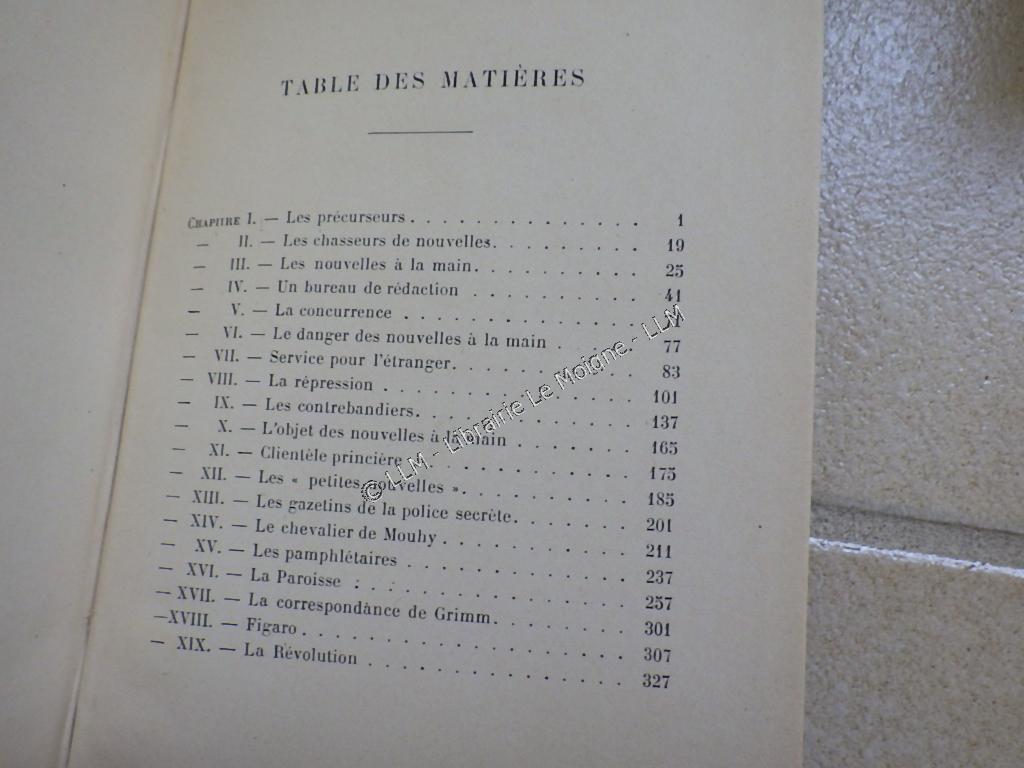 TABLE DES MATIÈRES
CHAPITRE I. — Les précurseurs . . . . . . . . . . . . . . 1
— II. — Les chasseurs de nouvelles . . . . . . . . . 19
— III. — Les nouvelles à la main . . . . . . . . . . 25
— IV. — Un bureau de rédaction . . . . . . . . . . 41
— V. — La concurrence . . . . . . . . . . . . .
— VI. — Le danger des nouvelles à la main . . . . . 77
— VII. — Service pour l'étranger . . . . . . . . . . . 83
— VIII. — La répression . . . . . . . . . . . . . . 101
— IX. — Les contrebandiers . . . . . . . . . . . . 137
— X. — L'objet des nouvelles à la main . . . . . . 165
— XI. — Clientèle princière . . . . . . . . . . . . 175
— XII. — Les « petites nouvelles » . . . . . . . . . 185
— XIII. — Les gazetins de la police secrète . . . . . . . 201
— XIV. — Le chevalier de Mouhy . . . . . . . . . . 211
— XV. — Les pamphlétaires . . . . . . . . . . . . 237
— XVI. — La Paroisse : . . . . . . . . . . . . . . 257
— XVII. — La correspondance de Grimm . . . . . . . . 301
— XVIII. — Figaro . . . . . . . . . . . . . . . . . 307
— XIX. — La Révolution . . . . . . . . . . . . . . 327
© LLM - Librairie Le Moigne - LLM